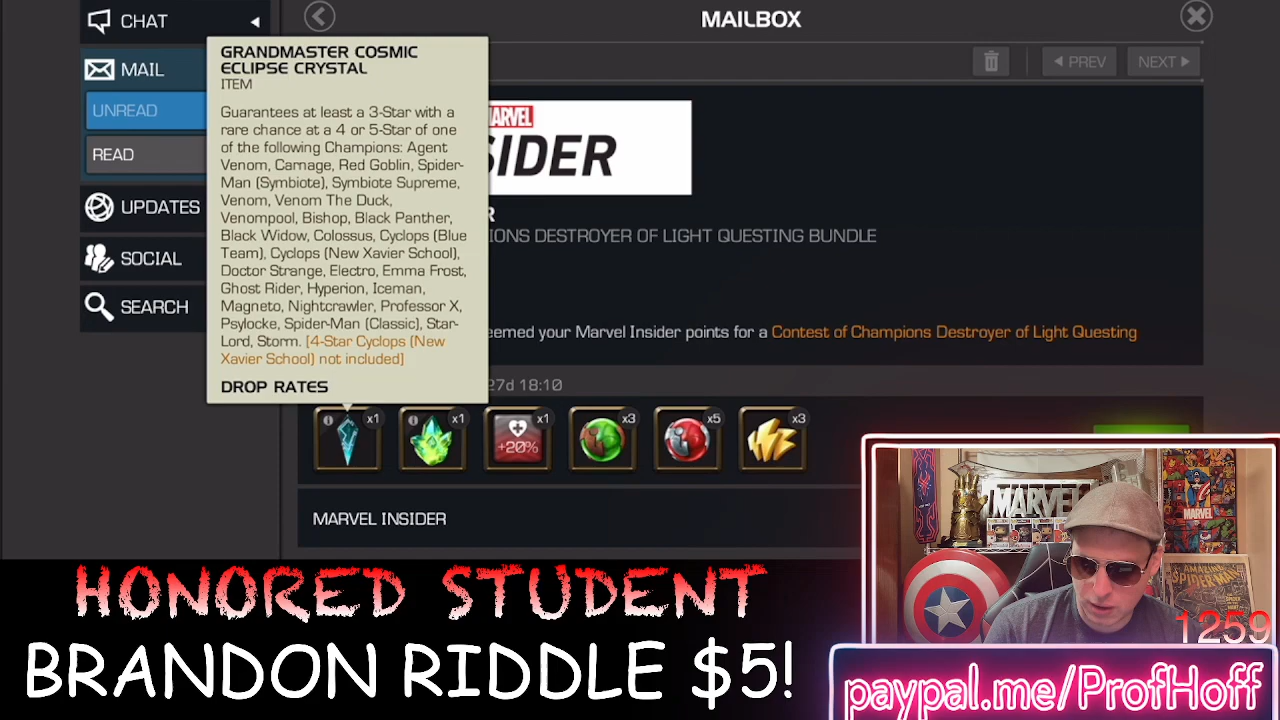 CHAT
MAILBOX
GRANDMASTER COSMIC
ECLIPSE CRYSTAL
ITEM
Guarantees at least a 3-Star with a
rare chance at a 4 or 5-Star of one
of the following Champions: Agent
Venom, Carnage, Red Goblin, Spider-
Man (Symbiote), Symbiote Supreme,
Venom, Venom The Duck,
Venompool, Bishop, Black Panther,
Black Widow, Colossus, Cyclops (Blue
Team), Cyclops (New Xavier School),
Doctor Strange, Electro, Emma Frost,
Ghost Rider, Hyperion, Iceman,
Magneto, Nightcrawler, Professor X,
Psylocke, Spider-Man (Classic), Star-
Lord, Storm. [4-Star Cyclops (New
Xavier School) not included]
DROP RATES
MAIL
UNREAD
READ
UPDATES
SOCIAL
SEARCH
PREV
NEXT
ARVEL
SIDER
R
IONS DESTROYER OF LIGHT QUESTING BUNDLE
eemed your Marvel Insider points for a Contest of Champions Destroyer of Light Questing
27d 18:10
x1
x1
x1
+20%
x3
x5
x3
MARVEL INSIDER
MARVEL
MARVEL
AMAZING
SPIDER-MAN
1259
HONORED STUDENT
BRANDON RIDDLE $5!
paypal.me/ProfHoff